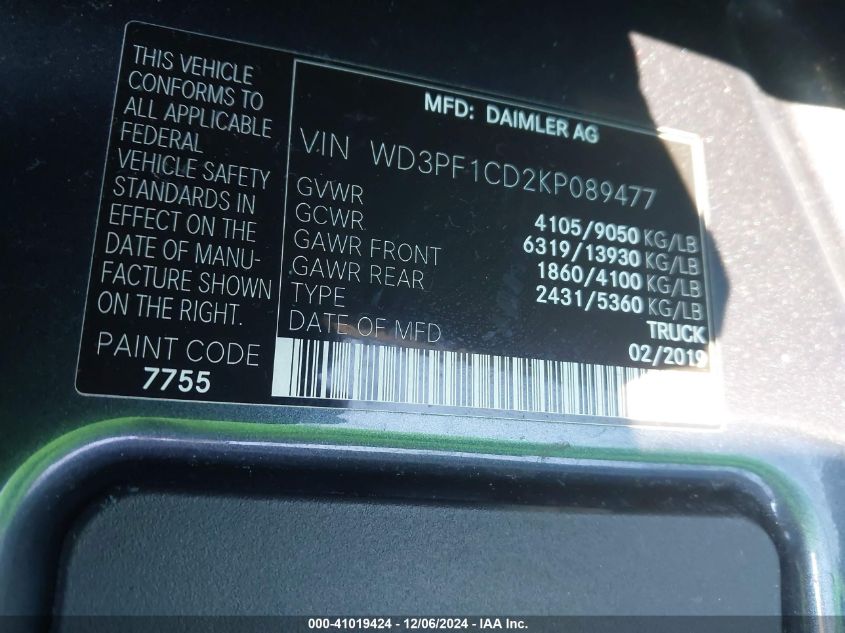 THIS VEHICLE
CONFORMS TO
ALL APPLICABLE
FEDERAL
VEHICLE SAFETY
STANDARDS IN
EFFECT ON THE
DATE OF MANU-
FACTURE SHOWN
ON THE RIGHT.
PAINT CODE
7755
MFD: DAIMLER AG
VIN WD3PF1CD2KP089477
GVWR 4105/9050 KG/LB
GCWR 6319/13930 KG/LB
GAWR FRONT 1860/4100 KG/LB
GAWR REAR 2431/5360 KG/LB
TYPE TRUCK
DATE OF MFD 02/2019
000-41019424 - 12/06/2024 - IAA Inc.